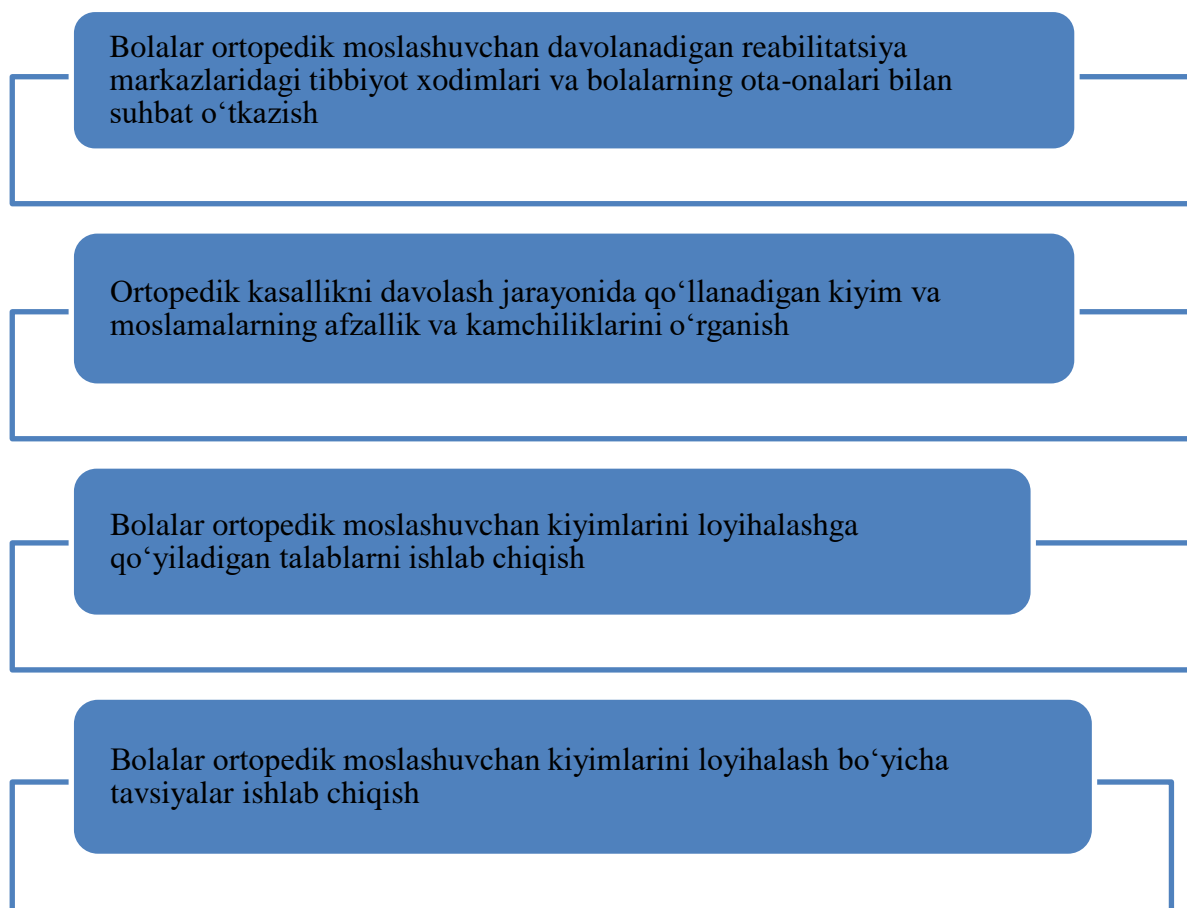 Bolalar ortopedik moslashuvchan davolanadigan reabilitatsiya
markazlaridagi tibbiyot xodimlari va bolalarning ota-onalari bilan
suhbat o‘tkazish
Ortopedik kasallikni davolash jarayonida qo‘llanadigan kiyim va
moslamalarning afzallik va kamchiliklarini o‘rganish
Bolalar ortopedik moslashuvchan kiyimlarini loyihalashga
qo‘yiladigan talablarni ishlab chiqish
Bolalar ortopedik moslashuvchan kiyimlarini loyihalash bo‘yicha
tavsiyalar ishlab chiqish